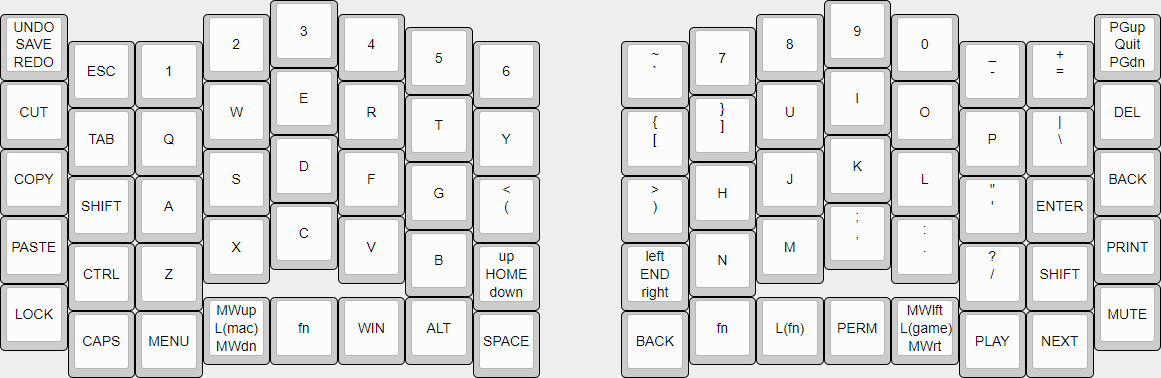 UNDO
SAVE
REDO
ESC
1
2
3
4
5
6
~
`
7
8
9
0
_
-
+
=
PGup
Quit
PGdn
CUT
TAB
Q
W
E
R
T
Y
{
[
}
]
U
I
O
P
|
\
DEL
COPY
SHIFT
A
S
D
F
G
<
(
>
)
H
J
K
L
"
'
ENTER
BACK
PASTE
CTRL
Z
X
C
V
B
up
HOME
down
left
END
right
N
M
;
,
:
.
?
/
SHIFT
PRINT
LOCK
CAPS
MENU
MWup
L(mac)
MWdn
fn
WIN
ALT
SPACE
BACK
fn
L(fn)
PERM
MWlft
L(game)
MWrt
PLAY
NEXT
MUTE